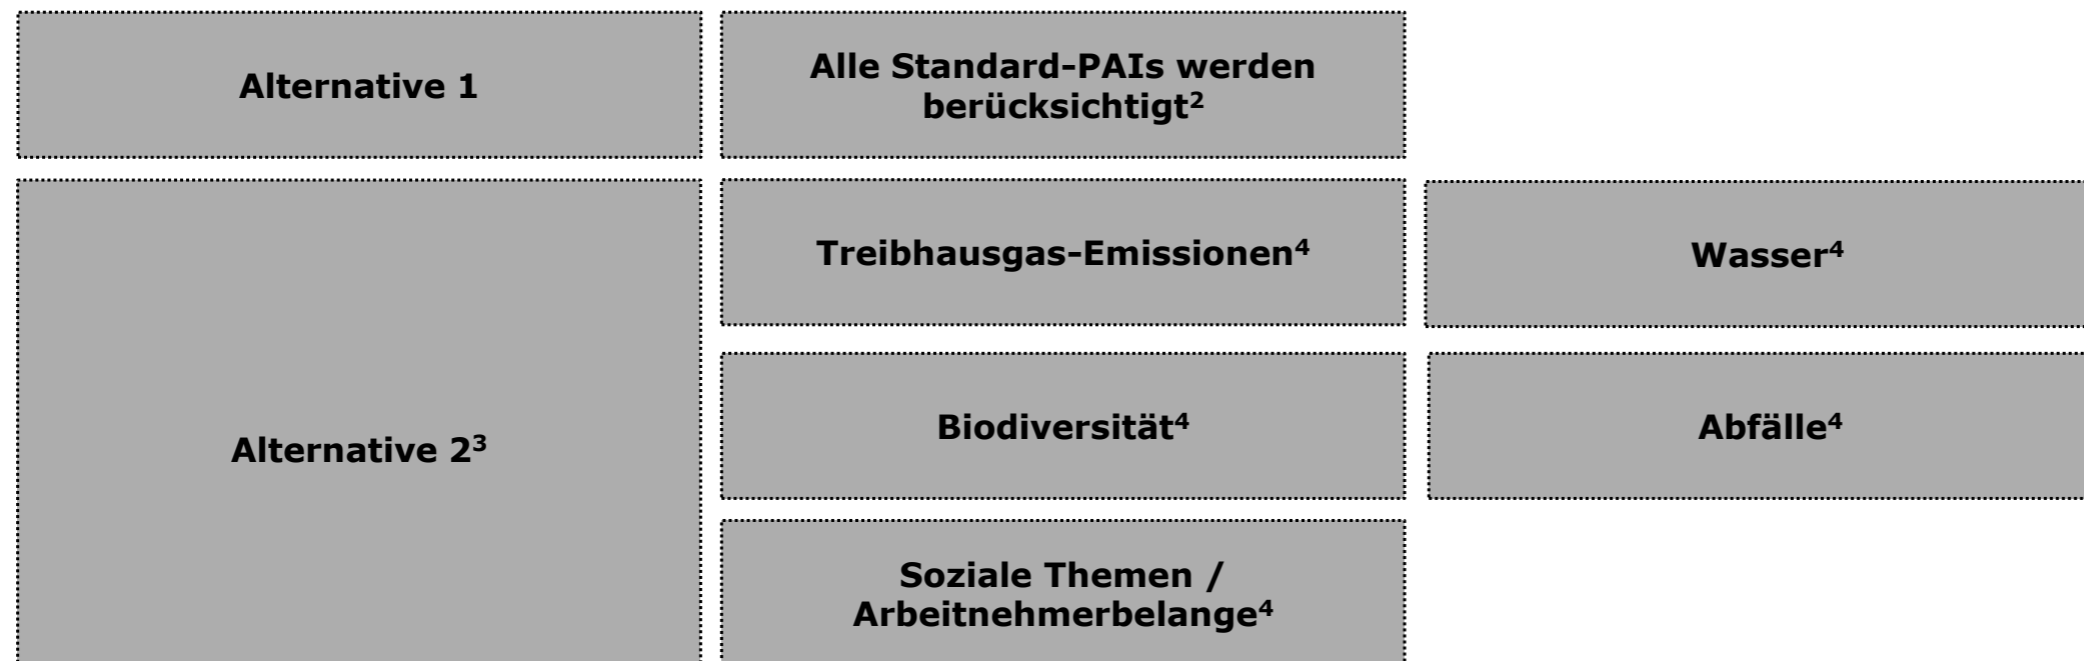 Alternative 1
Alle Standard-PAIs werden
berücksichtigt²
Alternative 2³
Treibhausgas-Emissionen⁴
Wasser⁴
Biodiversität⁴
Abfälle⁴
Soziale Themen /
Arbeitnehmerbelange⁴